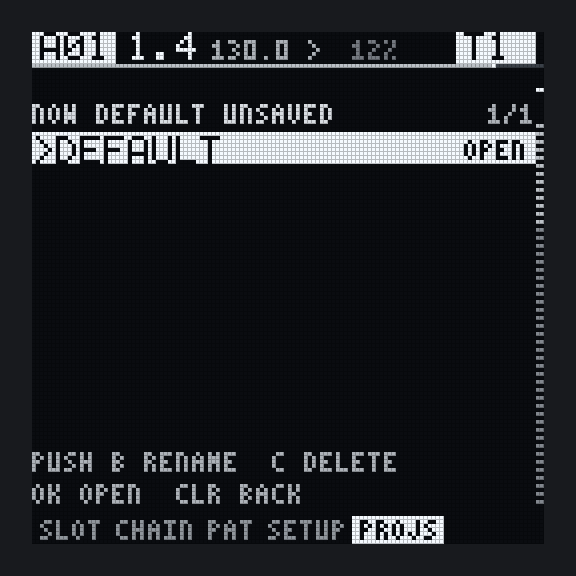 A01 1.4 130.0 > 12% T1
NOW DEFAULT UNSAVED 1/1
>DEFAULT OPEN
PUSH B RENAME C DELETE
OK OPEN CLR BACK
SLOT CHAIN PAT SETUP PROJS